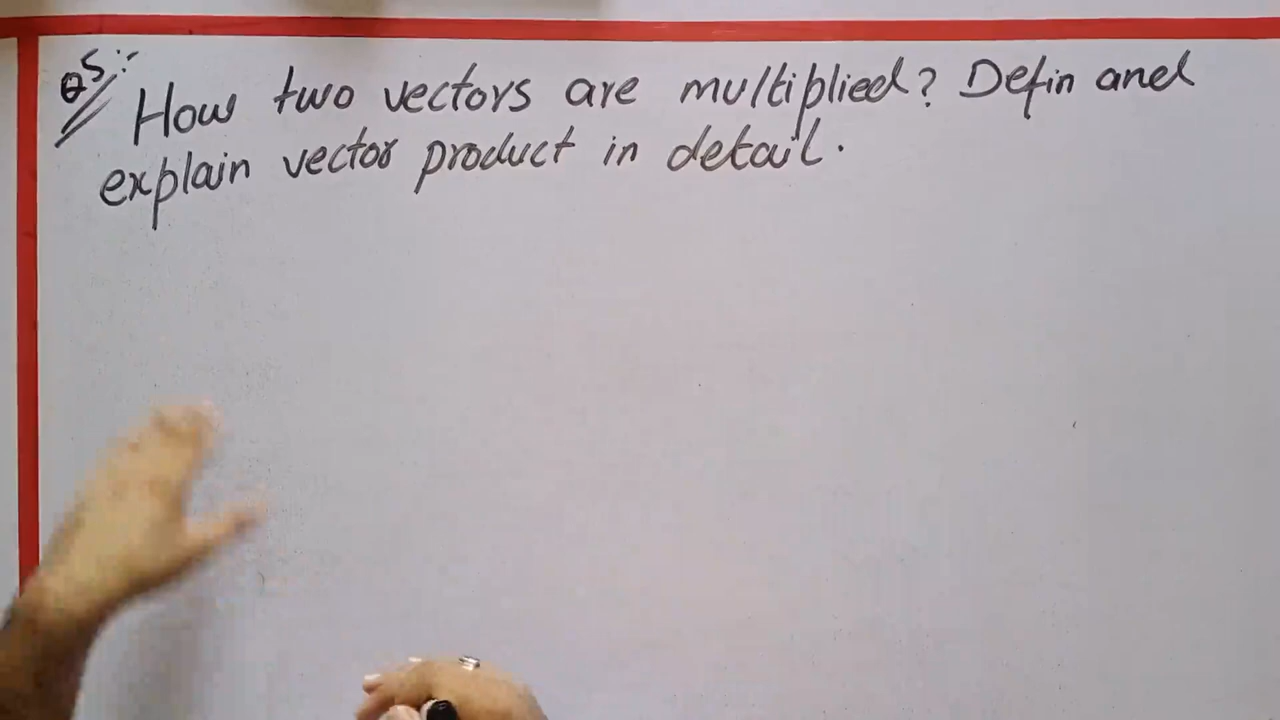 Q5:-
How two vectors are multiplied? Defin and
explain vector product in detail.